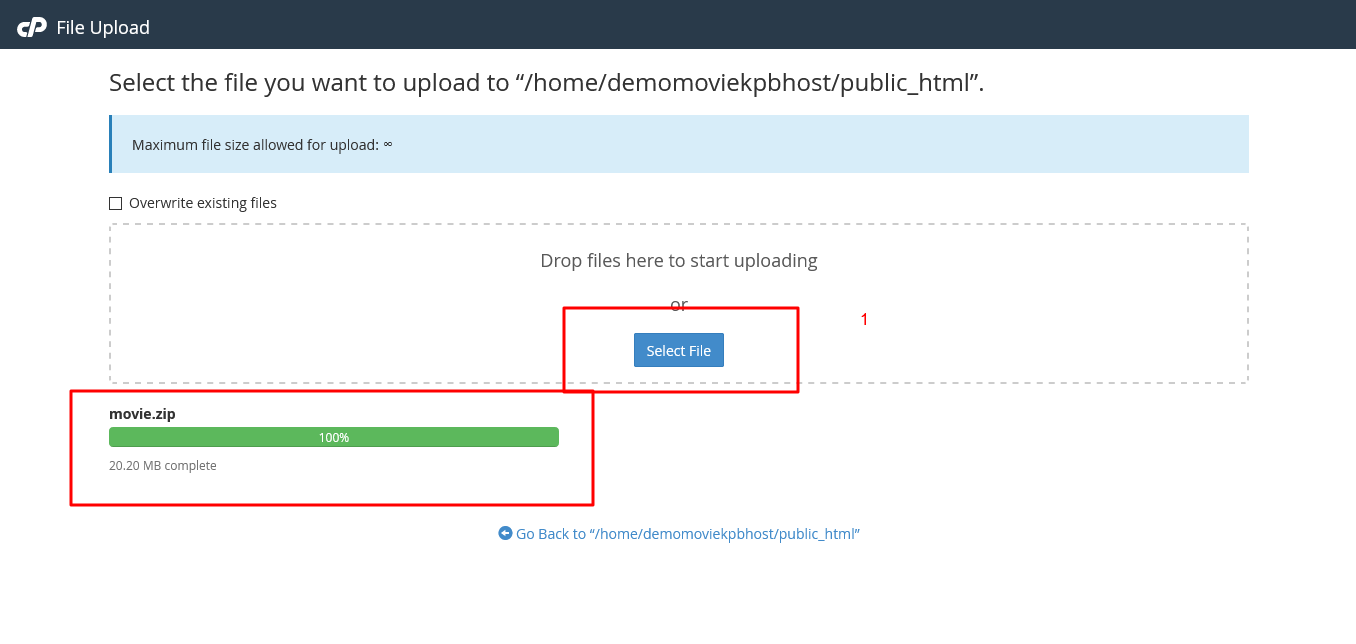 cP File Upload
Select the file you want to upload to “/home/demomoviekpbhost/public_html”.
Maximum file size allowed for upload: ∞
Overwrite existing files
Drop files here to start uploading
or
1
Select File
movie.zip
100%
20.20 MB complete
Go Back to “/home/demomoviekpbhost/public_html”